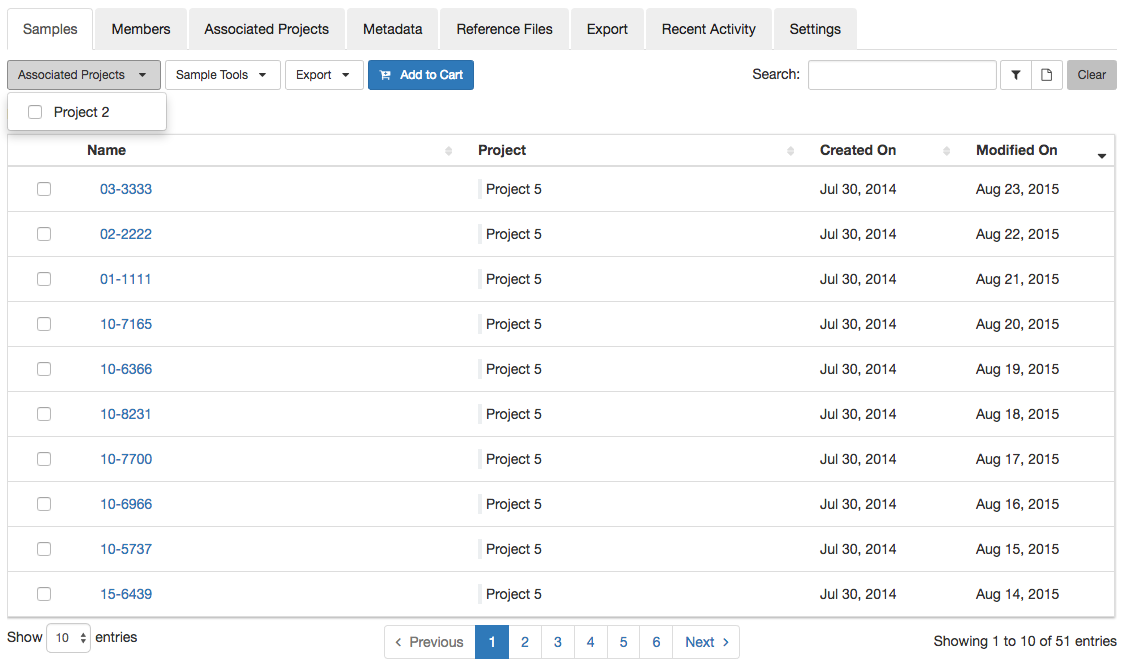 Samples Members Associated Projects Metadata Reference Files Export Recent Activity Settings
Associated Projects Sample Tools Export Add to Cart Search: Clear
Project 2
Name Project Created On Modified On
03-3333 Project 5 Jul 30, 2014 Aug 23, 2015
02-2222 Project 5 Jul 30, 2014 Aug 22, 2015
01-1111 Project 5 Jul 30, 2014 Aug 21, 2015
10-7165 Project 5 Jul 30, 2014 Aug 20, 2015
10-6366 Project 5 Jul 30, 2014 Aug 19, 2015
10-8231 Project 5 Jul 30, 2014 Aug 18, 2015
10-7700 Project 5 Jul 30, 2014 Aug 17, 2015
10-6966 Project 5 Jul 30, 2014 Aug 16, 2015
10-5737 Project 5 Jul 30, 2014 Aug 15, 2015
15-6439 Project 5 Jul 30, 2014 Aug 14, 2015
Show 10 entries Previous 1 2 3 4 5 6 Next Showing 1 to 10 of 51 entries